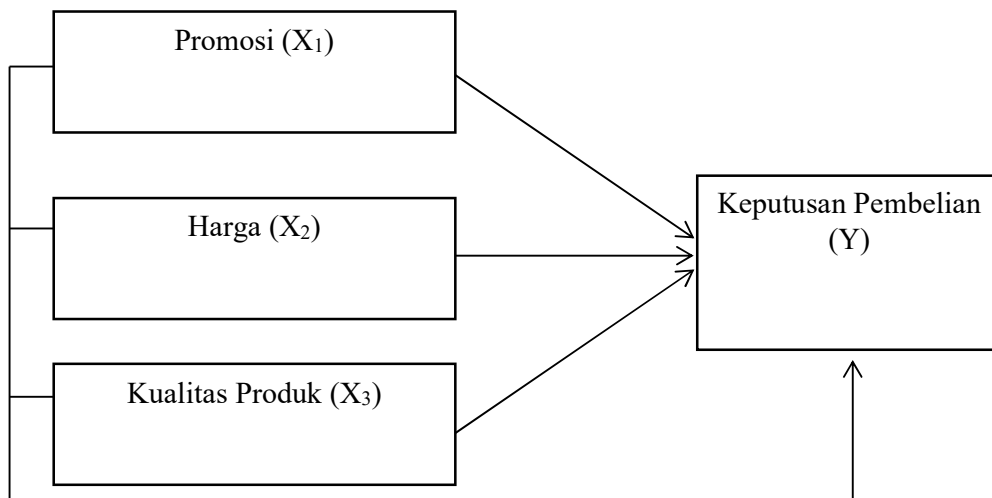 Promosi (X₁)
Harga (X₂)
Kualitas Produk (X₃)
Keputusan Pembelian
(Y)